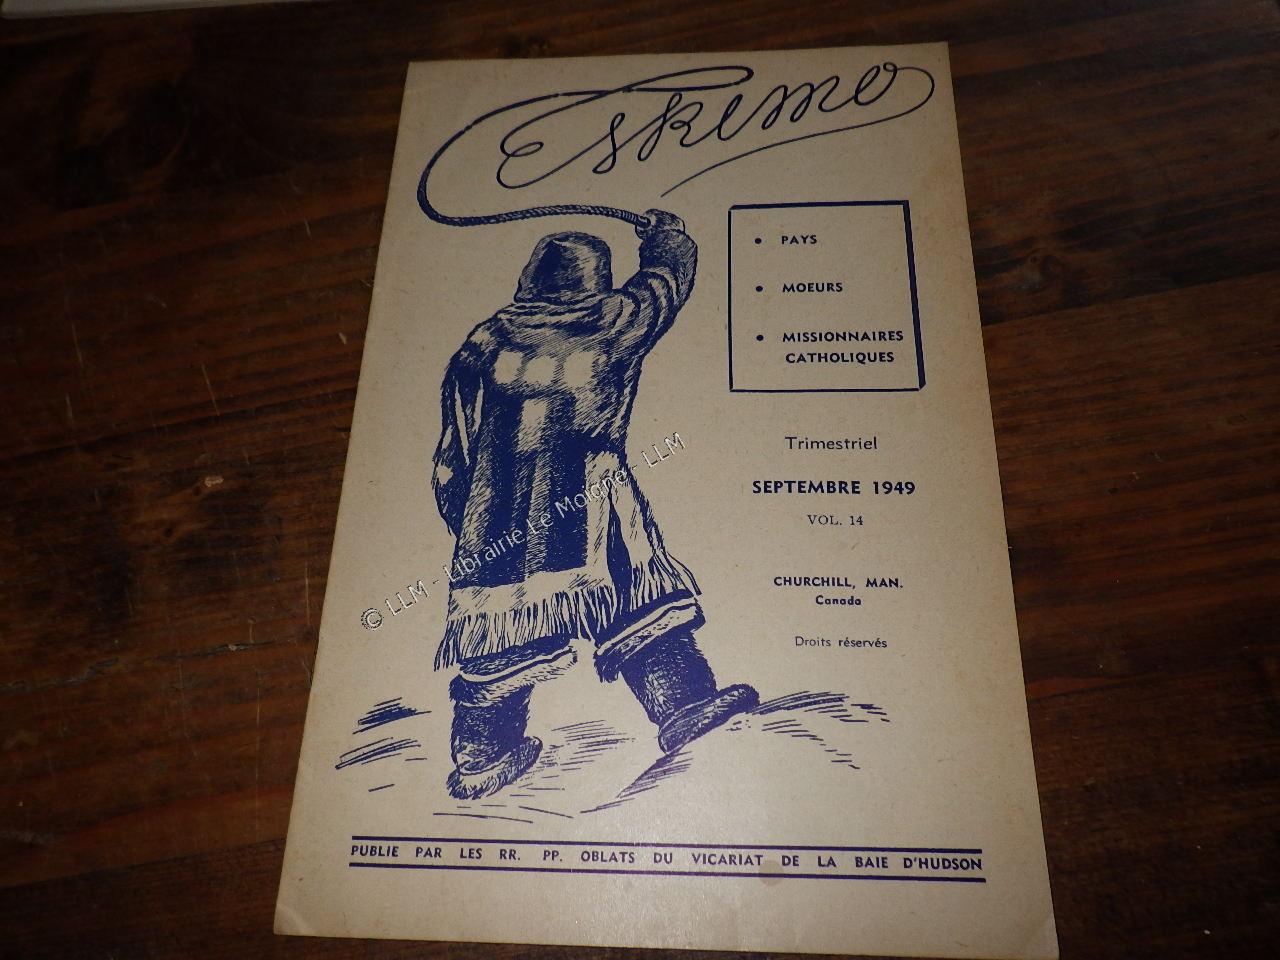 Eskimo
• PAYS
• MOEURS
• MISSIONNAIRES
CATHOLIQUES
Trimestriel
SEPTEMBRE 1949
VOL. 14
CHURCHILL, MAN.
Canada
Droits réservés
© LLM - Librairie Le Moigne - LLM
PUBLIE PAR LES RR. PP. OBLATS DU VICARIAT DE LA BAIE D'HUDSON